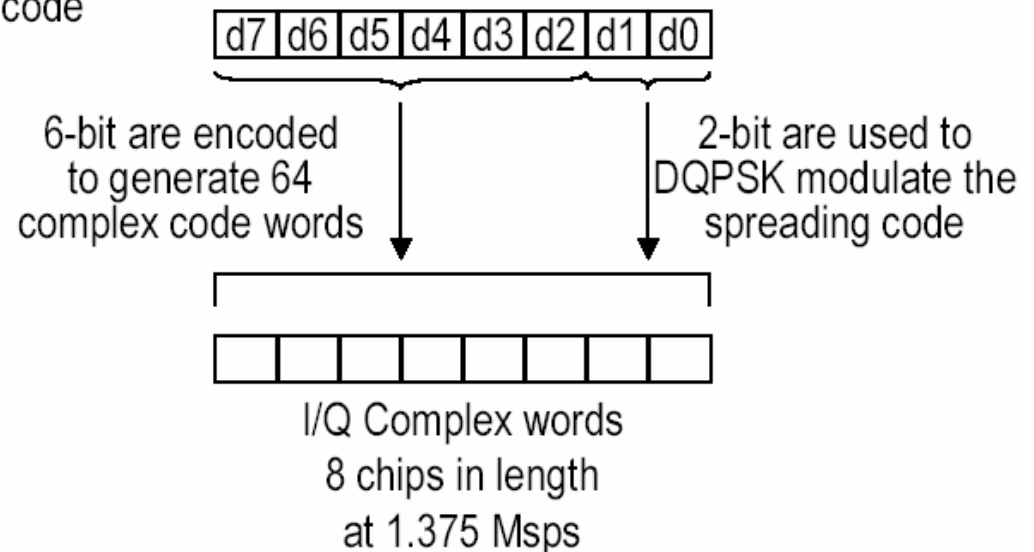 code
d7 d6 d5 d4 d3 d2 d1 d0
6-bit are encoded
to generate 64
complex code words
2-bit are used to
DQPSK modulate the
spreading code
I/Q Complex words
8 chips in length
at 1.375 Msps